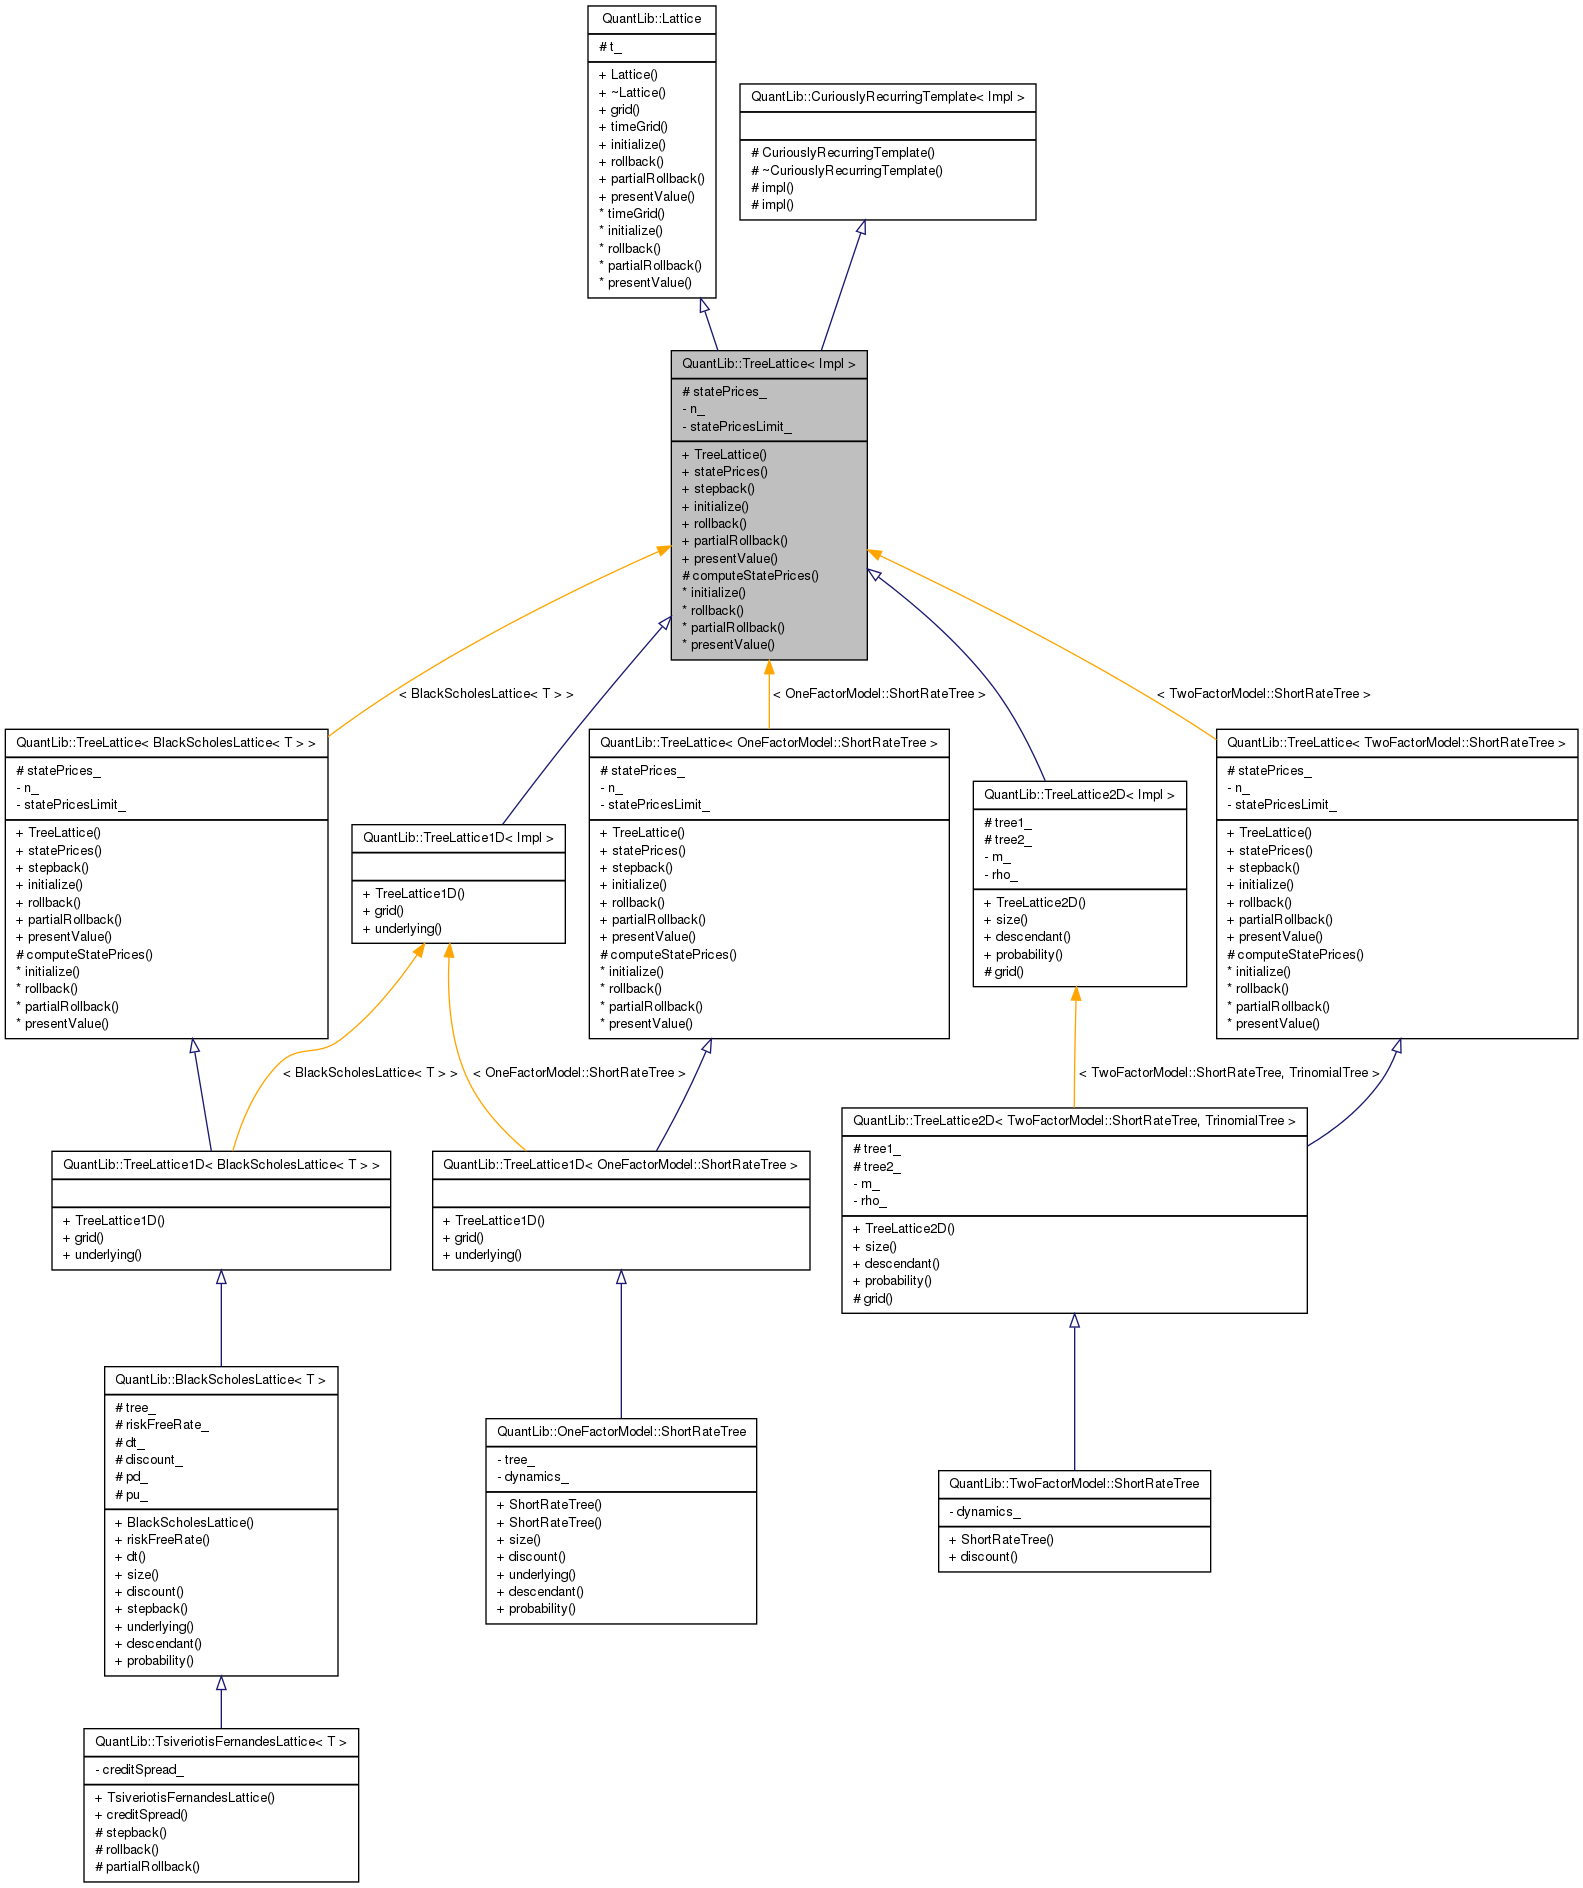 QuantLib::Lattice
# t_
+ Lattice()
+ ~Lattice()
+ grid()
+ timeGrid()
+ initialize()
+ rollback()
+ partialRollback()
+ presentValue()
* timeGrid()
* initialize()
* rollback()
* partialRollback()
* presentValue()
QuantLib::CuriouslyRecurringTemplate< Impl >
# CuriouslyRecurringTemplate()
# ~CuriouslyRecurringTemplate()
# impl()
# impl()
QuantLib::TreeLattice< Impl >
# statePrices_
- n_
- statePricesLimit_
+ TreeLattice()
+ statePrices()
+ stepback()
+ initialize()
+ rollback()
+ partialRollback()
+ presentValue()
# computeStatePrices()
* initialize()
* rollback()
* partialRollback()
* presentValue()
< BlackScholesLattice< T > >
< OneFactorModel::ShortRateTree >
< TwoFactorModel::ShortRateTree >
QuantLib::TreeLattice< BlackScholesLattice< T > >
# statePrices_
- n_
- statePricesLimit_
+ TreeLattice()
+ statePrices()
+ stepback()
+ initialize()
+ rollback()
+ partialRollback()
+ presentValue()
# computeStatePrices()
* initialize()
* rollback()
* partialRollback()
* presentValue()
QuantLib::TreeLattice1D< Impl >
+ TreeLattice1D()
+ grid()
+ underlying()
QuantLib::TreeLattice< OneFactorModel::ShortRateTree >
# statePrices_
- n_
- statePricesLimit_
+ TreeLattice()
+ statePrices()
+ stepback()
+ initialize()
+ rollback()
+ partialRollback()
+ presentValue()
# computeStatePrices()
* initialize()
* rollback()
* partialRollback()
* presentValue()
QuantLib::TreeLattice2D< Impl >
# tree1_
# tree2_
- m_
- rho_
+ TreeLattice2D()
+ size()
+ descendant()
+ probability()
# grid()
QuantLib::TreeLattice< TwoFactorModel::ShortRateTree >
# statePrices_
- n_
- statePricesLimit_
+ TreeLattice()
+ statePrices()
+ stepback()
+ initialize()
+ rollback()
+ partialRollback()
+ presentValue()
# computeStatePrices()
* initialize()
* rollback()
* partialRollback()
* presentValue()
< BlackScholesLattice< T > >
< OneFactorModel::ShortRateTree >
< TwoFactorModel::ShortRateTree, TrinomialTree >
QuantLib::TreeLattice1D< BlackScholesLattice< T > >
+ TreeLattice1D()
+ grid()
+ underlying()
QuantLib::TreeLattice1D< OneFactorModel::ShortRateTree >
+ TreeLattice1D()
+ grid()
+ underlying()
QuantLib::TreeLattice2D< TwoFactorModel::ShortRateTree, TrinomialTree >
# tree1_
# tree2_
- m_
- rho_
+ TreeLattice2D()
+ size()
+ descendant()
+ probability()
# grid()
QuantLib::BlackScholesLattice< T >
# tree_
# riskFreeRate_
# dt_
# discount_
# pd_
# pu_
+ BlackScholesLattice()
+ riskFreeRate()
+ dt()
+ size()
+ discount()
+ stepback()
+ underlying()
+ descendant()
+ probability()
QuantLib::OneFactorModel::ShortRateTree
- tree_
- dynamics_
+ ShortRateTree()
+ ShortRateTree()
+ size()
+ discount()
+ underlying()
+ descendant()
+ probability()
QuantLib::TwoFactorModel::ShortRateTree
- dynamics_
+ ShortRateTree()
+ discount()
QuantLib::TsiveriotisFernandesLattice< T >
- creditSpread_
+ TsiveriotisFernandesLattice()
+ creditSpread()
# stepback()
# rollback()
# partialRollback()